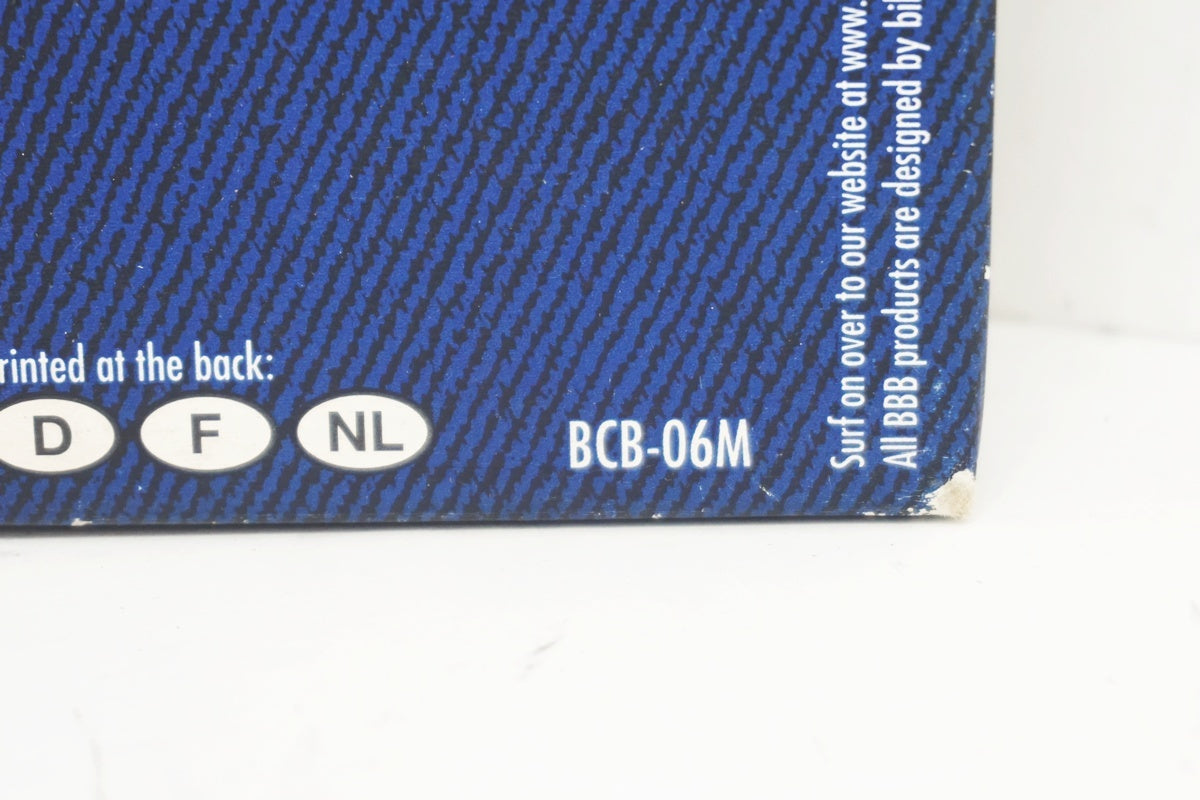 rinted at the back:
D F NL
BCB-06M
Surf on over to our website at www.
All BBB products are designed by